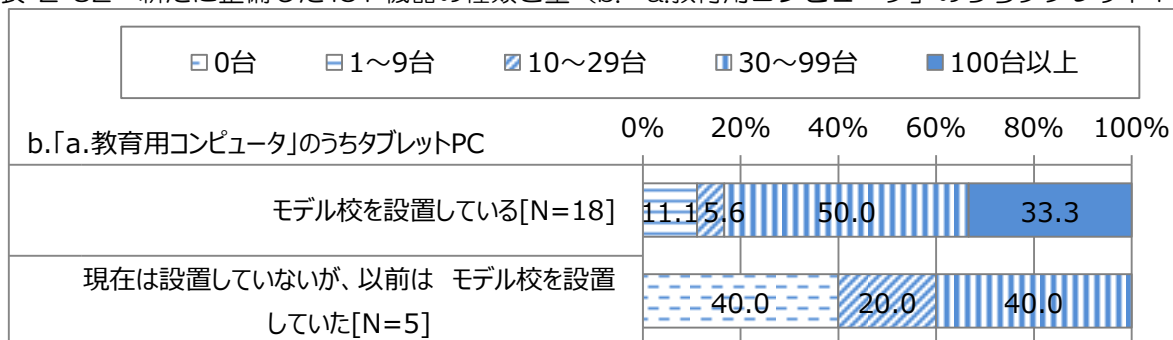 0台 1～9台 10～29台 30～99台 100台以上
b.「a.教育用コンピュータ」のうちタブレットPC
0% 20% 40% 60% 80% 100%
モデル校を設置している[N=18] 11.1 5.6 50.0 33.3
現在は設置していないが、以前は モデル校を設置
していた[N=5]
40.0 20.0 40.0